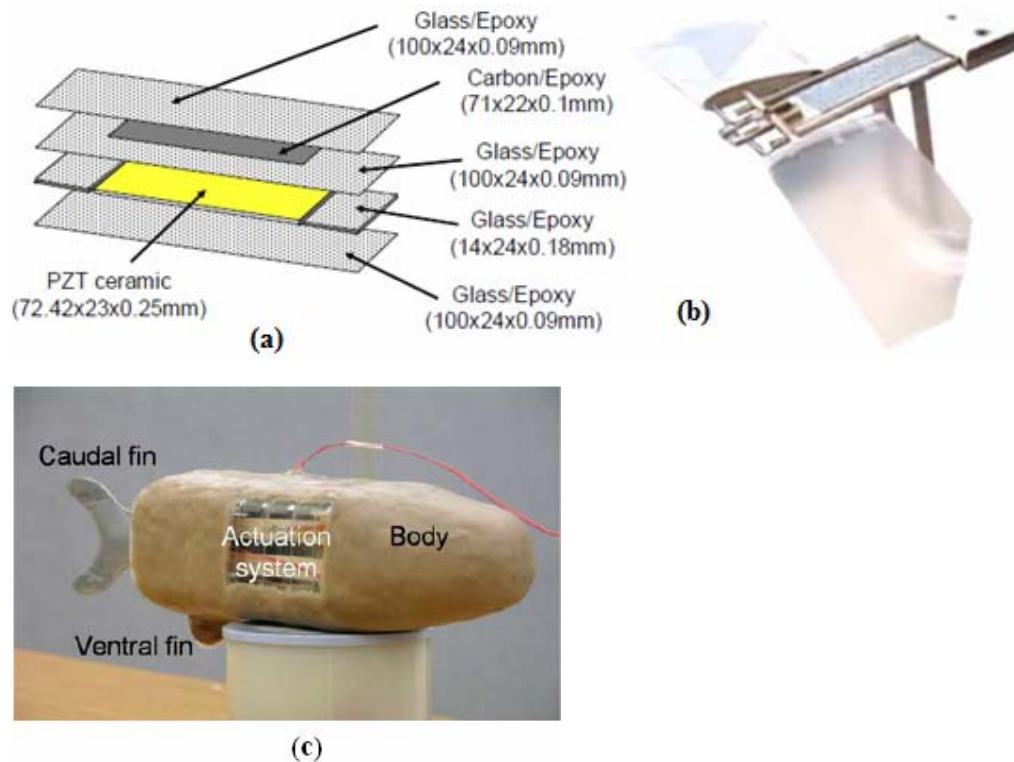 Glass/Epoxy
(100x24x0.09mm)
Carbon/Epoxy
(71x22x0.1mm)
Glass/Epoxy
(100x24x0.09mm)
Glass/Epoxy
(14x24x0.18mm)
PZT ceramic
(72.42x23x0.25mm)
Glass/Epoxy
(100x24x0.09mm)
(a)
(b)
Caudal fin
Actuation
system
Body
Ventral fin
(c)